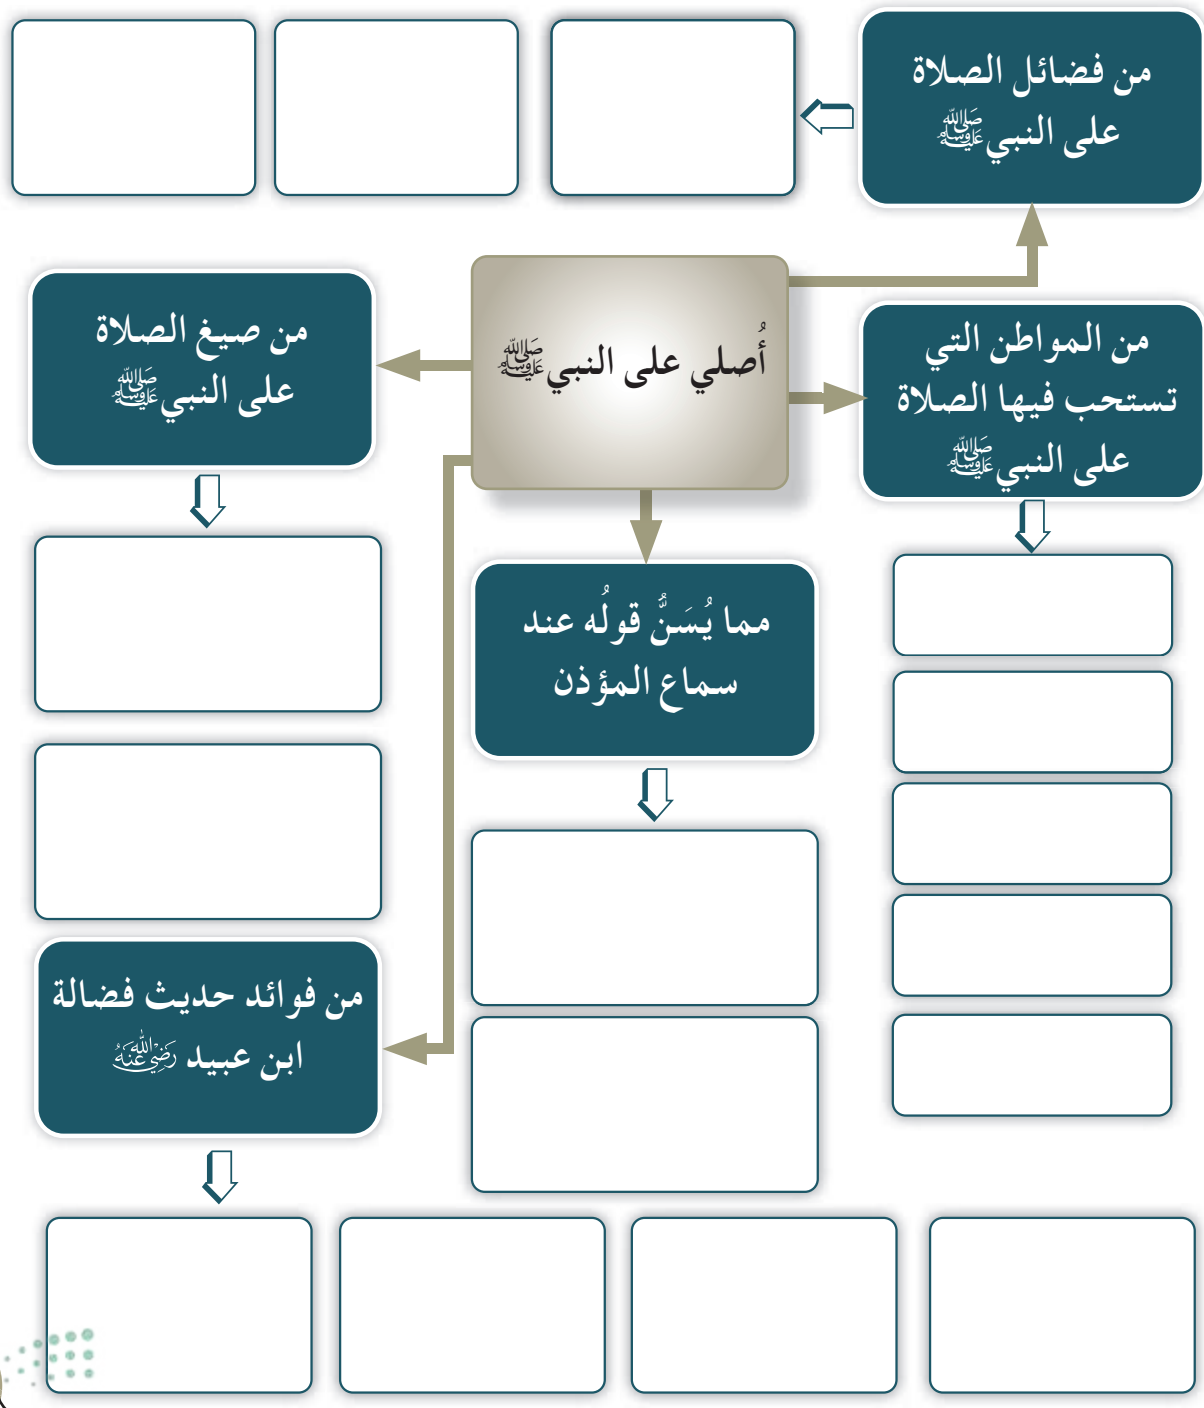 من فضائل الصلاة
على النبي ﷺ
أُصلي على النبي ﷺ
من صيغ الصلاة
على النبي ﷺ
من المواطن التي
تستحب فيها الصلاة
على النبي ﷺ
مما يُسَنُّ قولُه عند
سماع المؤذن
من فوائد حديث فضالة
ابن عبيد رَضِيَ اللَّهُ عَنْهُ